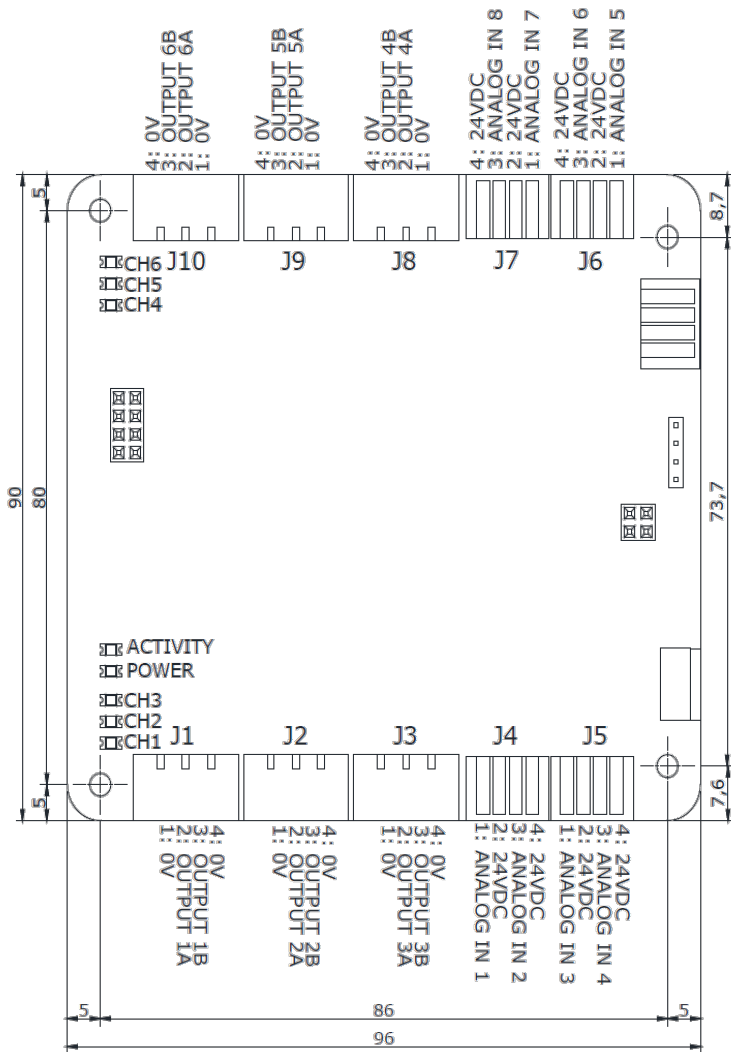 4: 0V
3: OUTPUT 6B
2: OUTPUT 6A
1: 0V
4: 0V
3: OUTPUT 5B
2: OUTPUT 5A
1: 0V
4: 0V
3: OUTPUT 4B
2: OUTPUT 4A
1: 0V
4: 24VDC
3: ANALOG IN 8
2: 24VDC
1: ANALOG IN 7
4: 24VDC
3: ANALOG IN 6
2: 24VDC
1: ANALOG IN 5
5
8,7
J10
J9
J8
J7
J6
CH6
CH5
CH4
90
80
73,7
ACTIVITY
POWER
CH3
CH2
CH1
J1
J2
J3
J4
J5
5
7,6
4: 0V
3: OUTPUT 1B
2: OUTPUT 1A
1: 0V
4: 0V
3: OUTPUT 2B
2: OUTPUT 2A
1: 0V
4: 0V
3: OUTPUT 3B
2: OUTPUT 3A
1: 0V
4: 24VDC
3: ANALOG IN 2
2: 24VDC
1: ANALOG IN 1
4: 24VDC
3: ANALOG IN 4
2: 24VDC
1: ANALOG IN 3
5
86
5
96